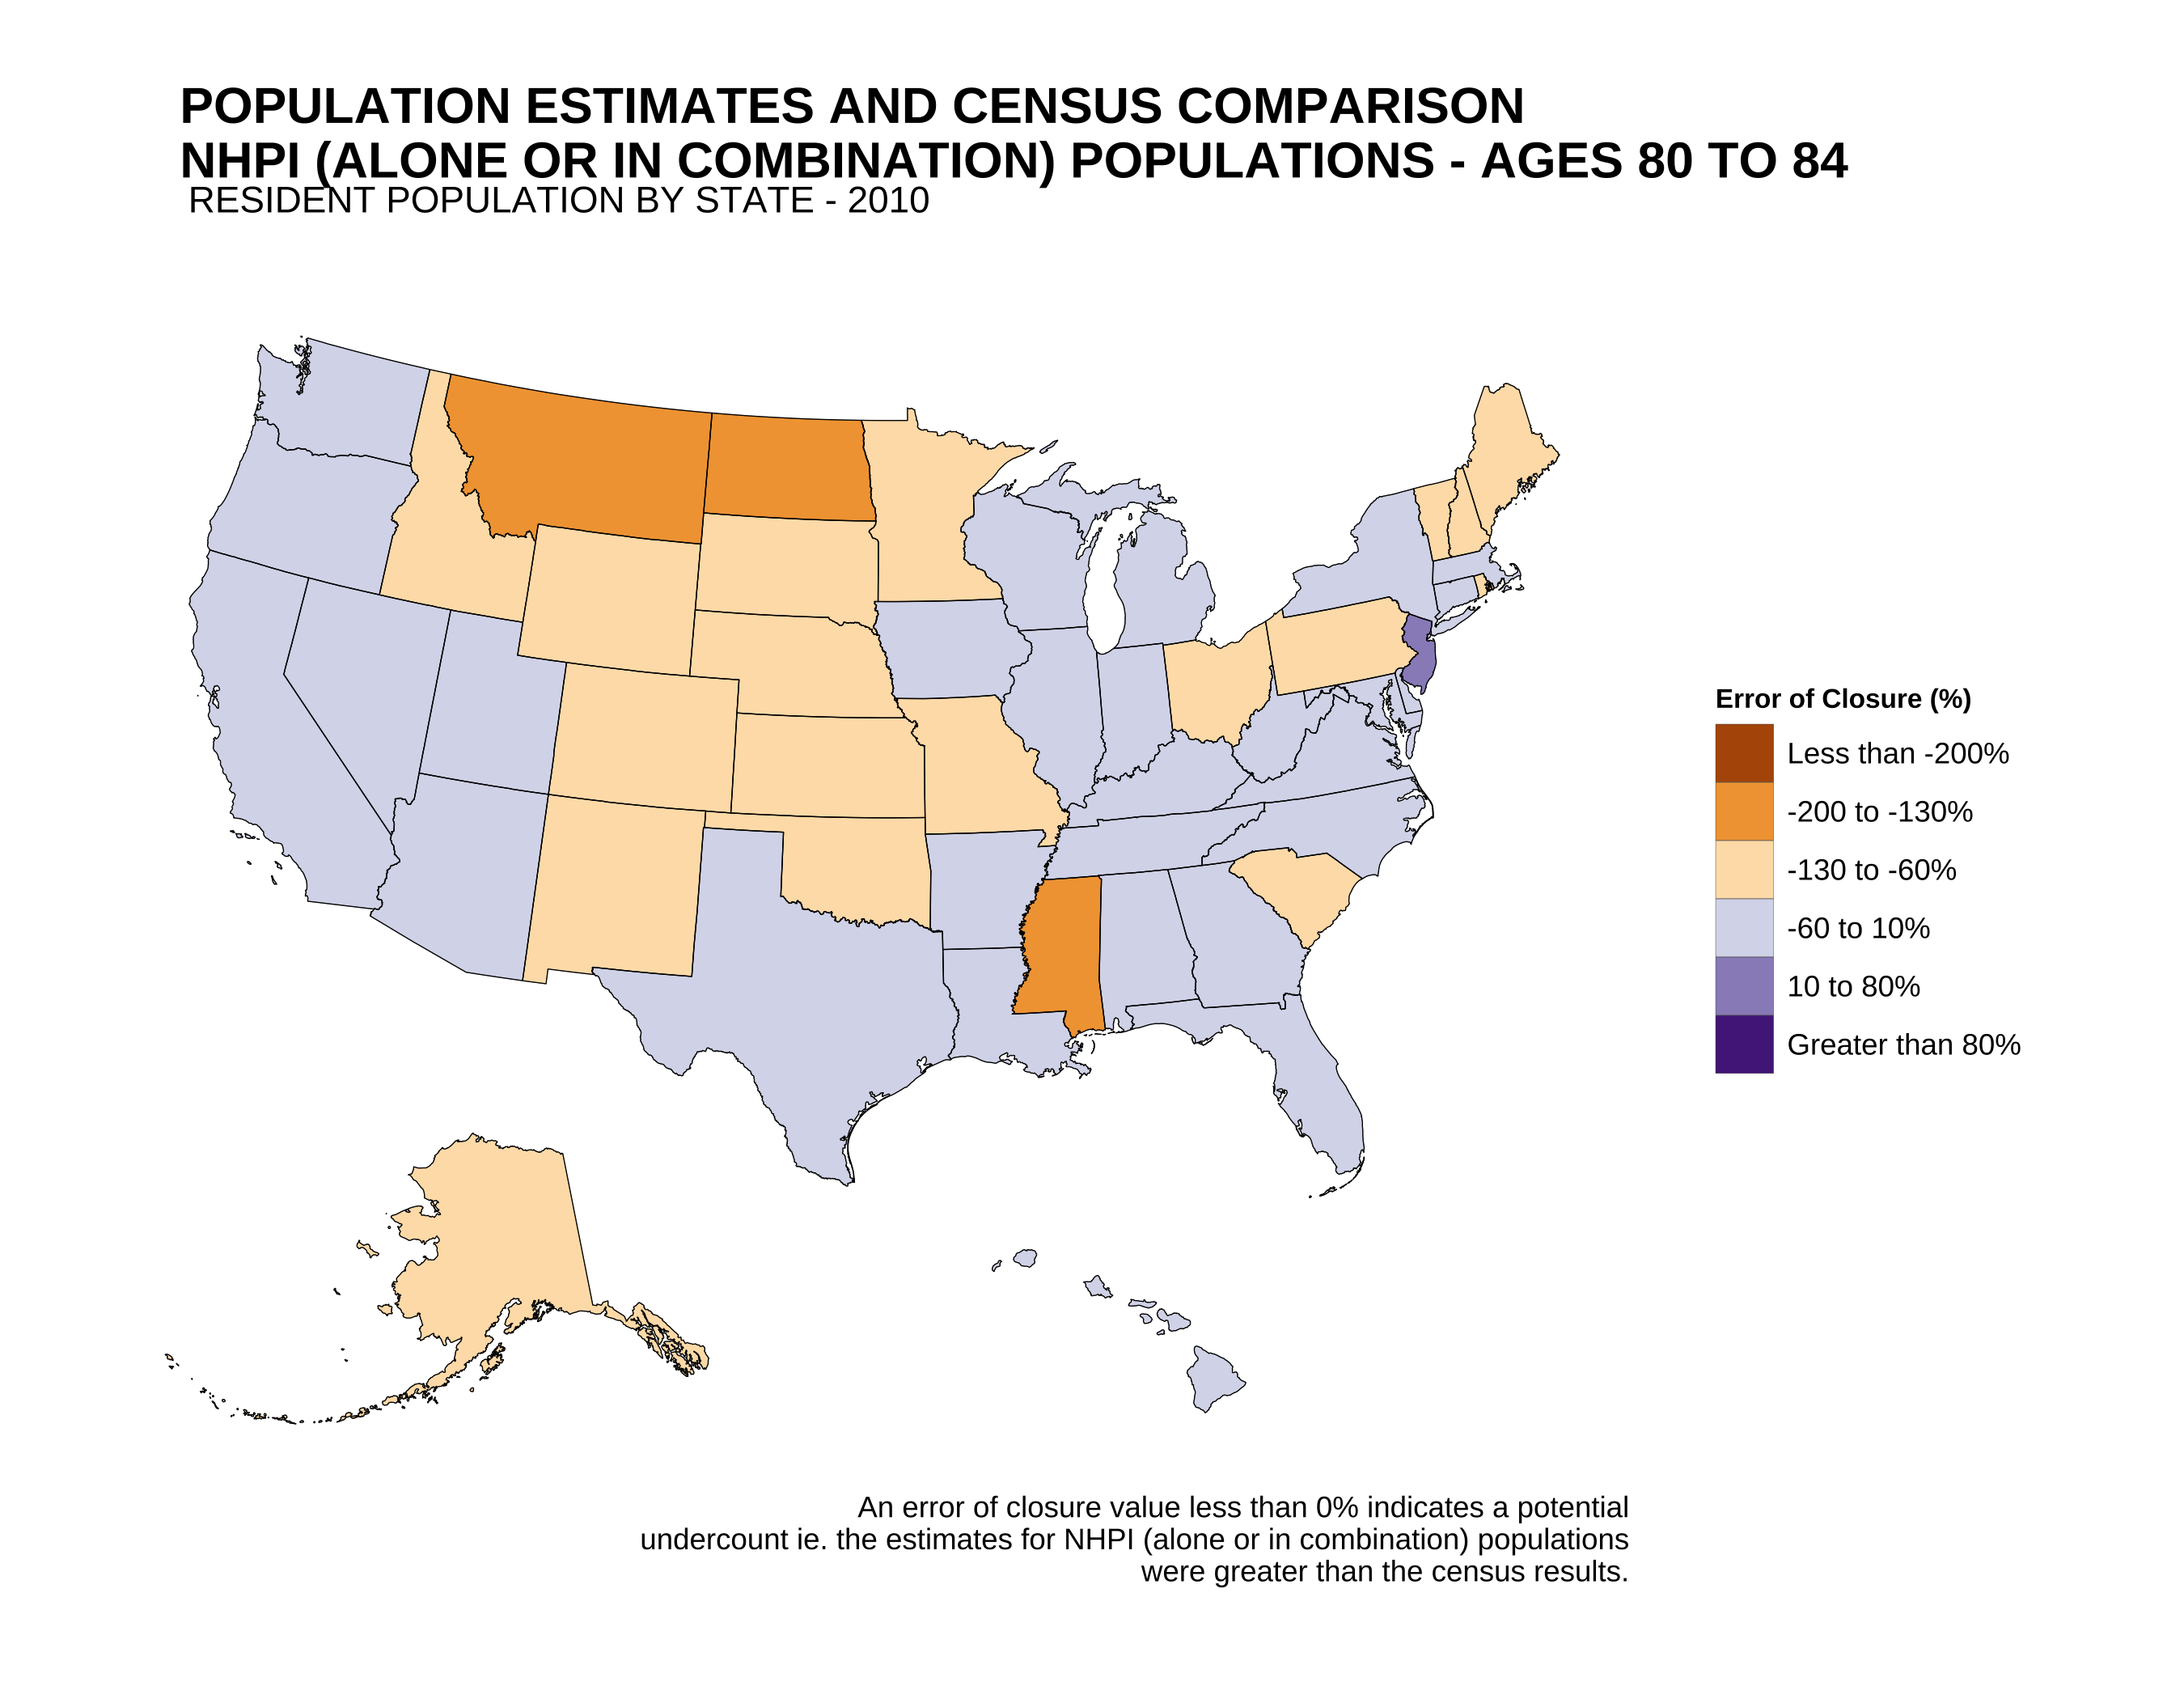 POPULATION ESTIMATES AND CENSUS COMPARISON
NHPI (ALONE OR IN COMBINATION) POPULATIONS - AGES 80 TO 84
RESIDENT POPULATION BY STATE - 2010
Error of Closure (%)
Less than -200%
-200 to -130%
-130 to -60%
-60 to 10%
10 to 80%
Greater than 80%
An error of closure value less than 0% indicates a potential
undercount ie. the estimates for NHPI (alone or in combination) populations
were greater than the census results.